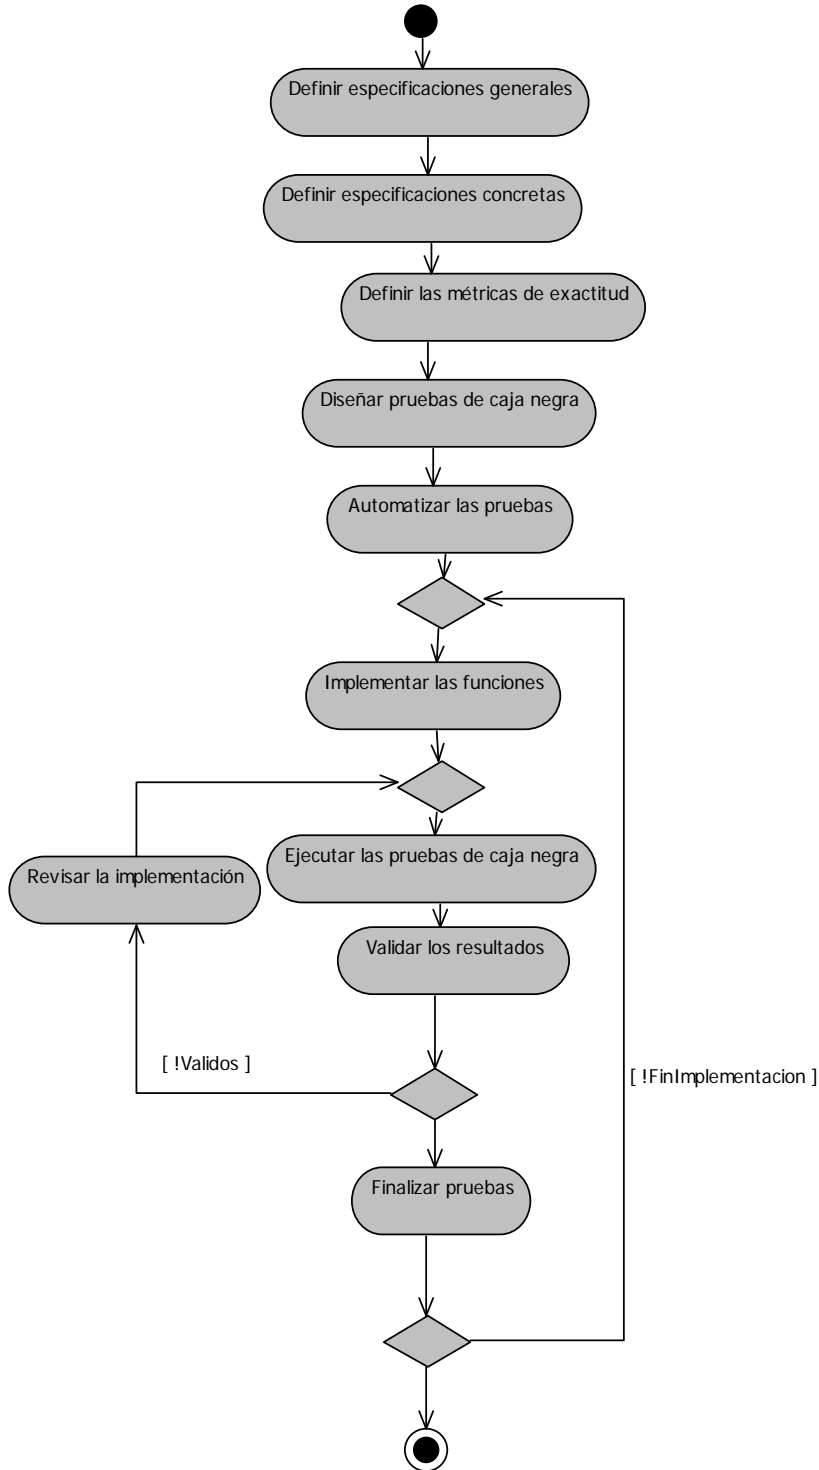 Definir especificaciones generales
Definir especificaciones concretas
Definir las métricas de exactitud
Diseñar pruebas de caja negra
Automatizar las pruebas
Implementar las funciones
Ejecutar las pruebas de caja negra
Revisar la implementación
Validar los resultados
[ !Validos ]
[ !FinImplementacion ]
Finalizar pruebas